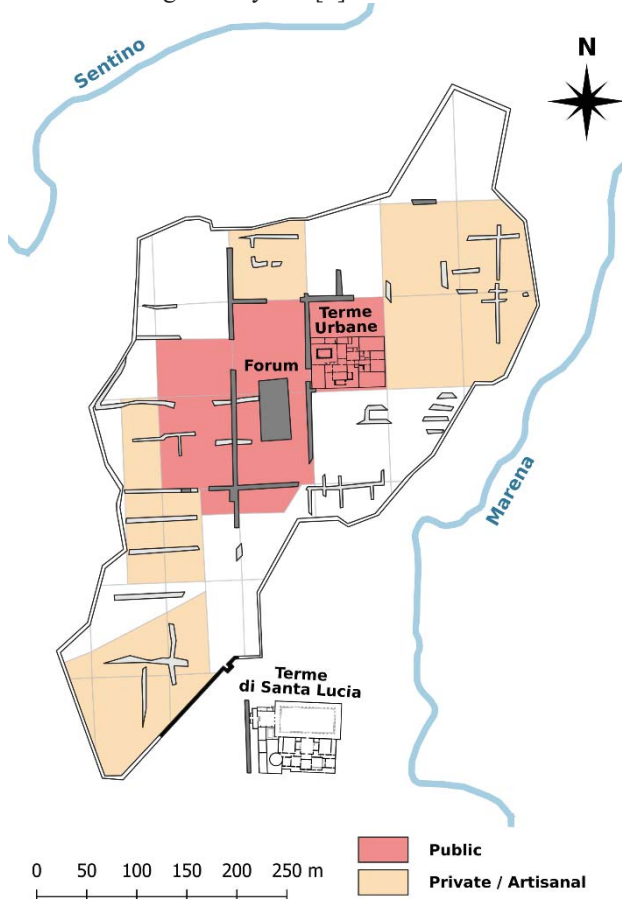 Sentino
N
Terme
Urbane
Forum
Marena
Terme
di Santa Lucia
0 50 100 150 200 250 m
Public
Private / Artisanal